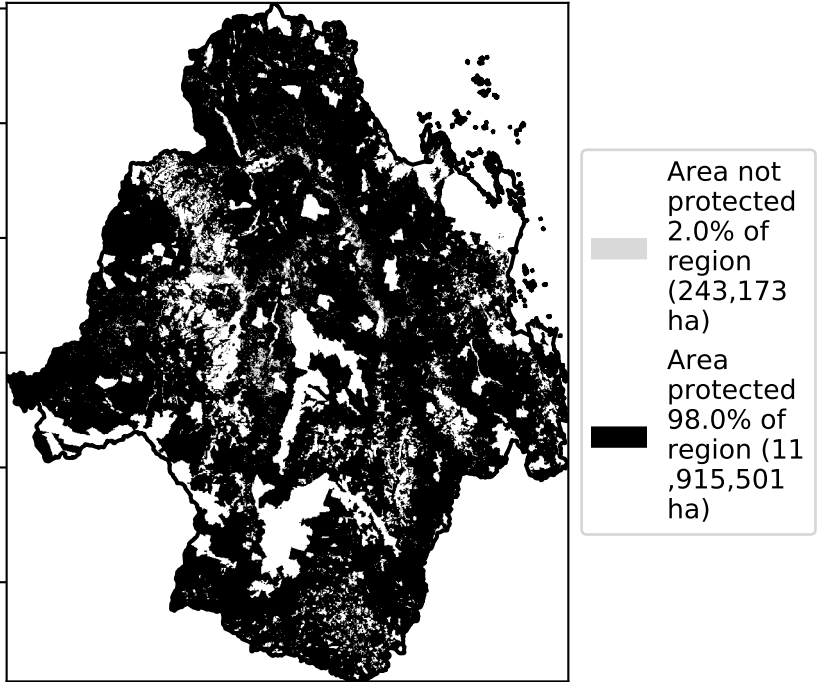 Area not
protected
2.0% of
region
(243,173
ha)
Area
protected
98.0% of
region (11
,915,501
ha)